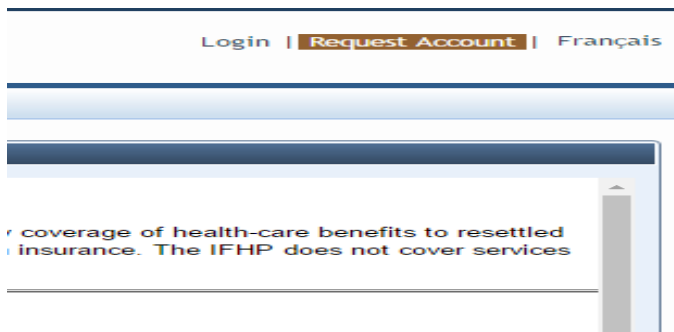 Login | Request Account | Français
coverage of health-care benefits to resettled
insurance. The IFHP does not cover services